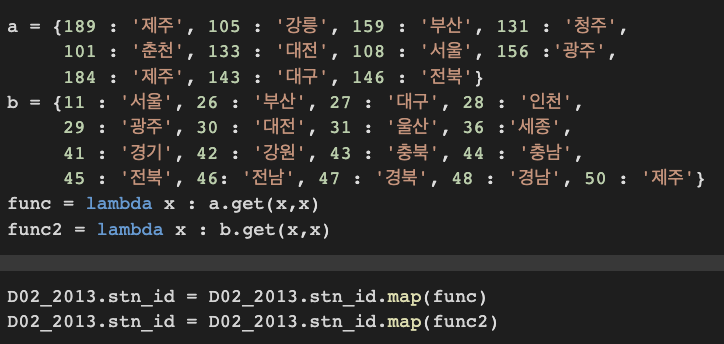 a = {189 : '제주', 105 : '강릉', 159 : '부산', 131 : '청주',
101 : '춘천', 133 : '대전', 108 : '서울', 156 :'광주',
184 : '제주', 143 : '대구', 146 : '전북'}
b = {11 : '서울', 26 : '부산', 27 : '대구', 28 : '인천',
29 : '광주', 30 : '대전', 31 : '울산', 36 :'세종',
41 : '경기', 42 : '강원', 43 : '충북', 44 : '충남',
45 : '전북', 46: '전남', 47 : '경북', 48 : '경남', 50 : '제주'}
func = lambda x : a.get(x,x)
func2 = lambda x : b.get(x,x)
D02_2013.stn_id = D02_2013.stn_id.map(func)
D02_2013.stn_id = D02_2013.stn_id.map(func2)